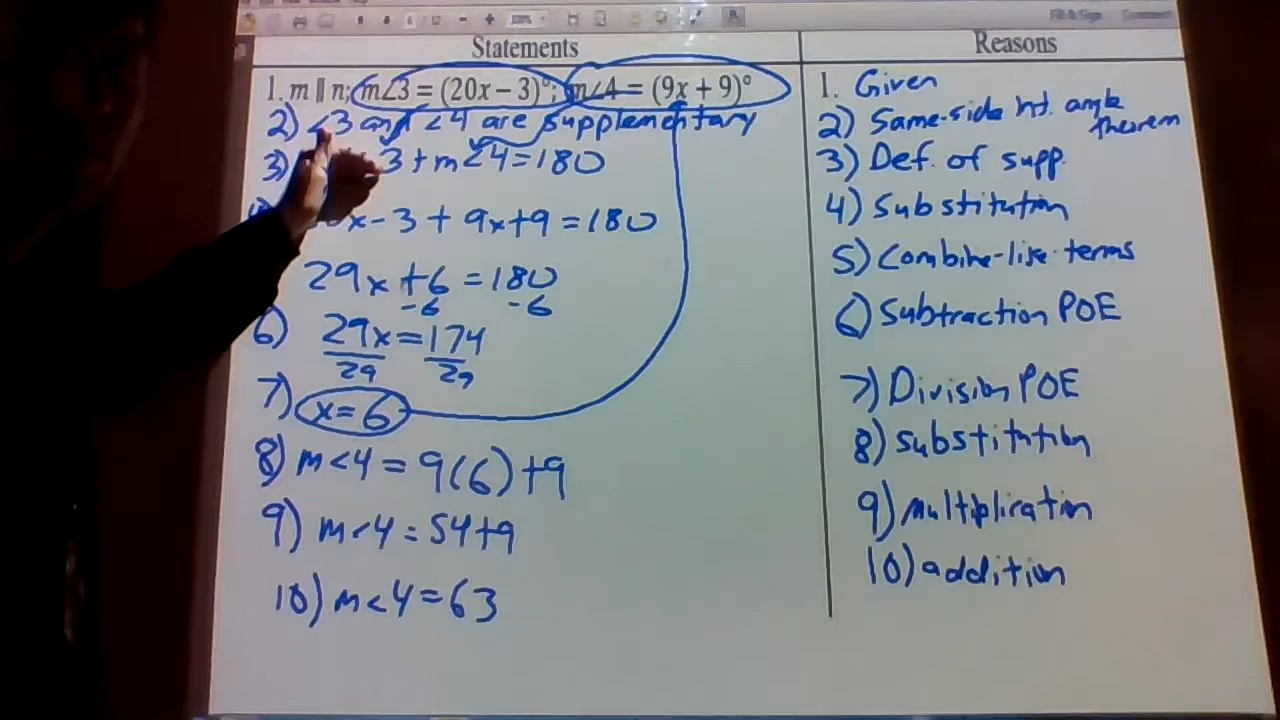 Statements
Reasons
1. m ∥ n; m∠3 = (20x − 3)°; m∠4 = (9x + 9)°
1. Given
2) <3 and <4 are supplementary
2) Same-side Int. angle theorem
3) 3 + m<4 = 180
3) Def. of supp.
x − 3 + 9x + 9 = 180
4) Substitution
29x + 6 = 180
5) Combine-like-terms
-6 -6
6) 29x = 174
6) Subtraction POE
29 29
7) x = 6
7) Division POE
8) m<4 = 9(6) + 9
8) substitution
9) m<4 = 54+9
9) multiplication
10) m<4 = 63
10) addition